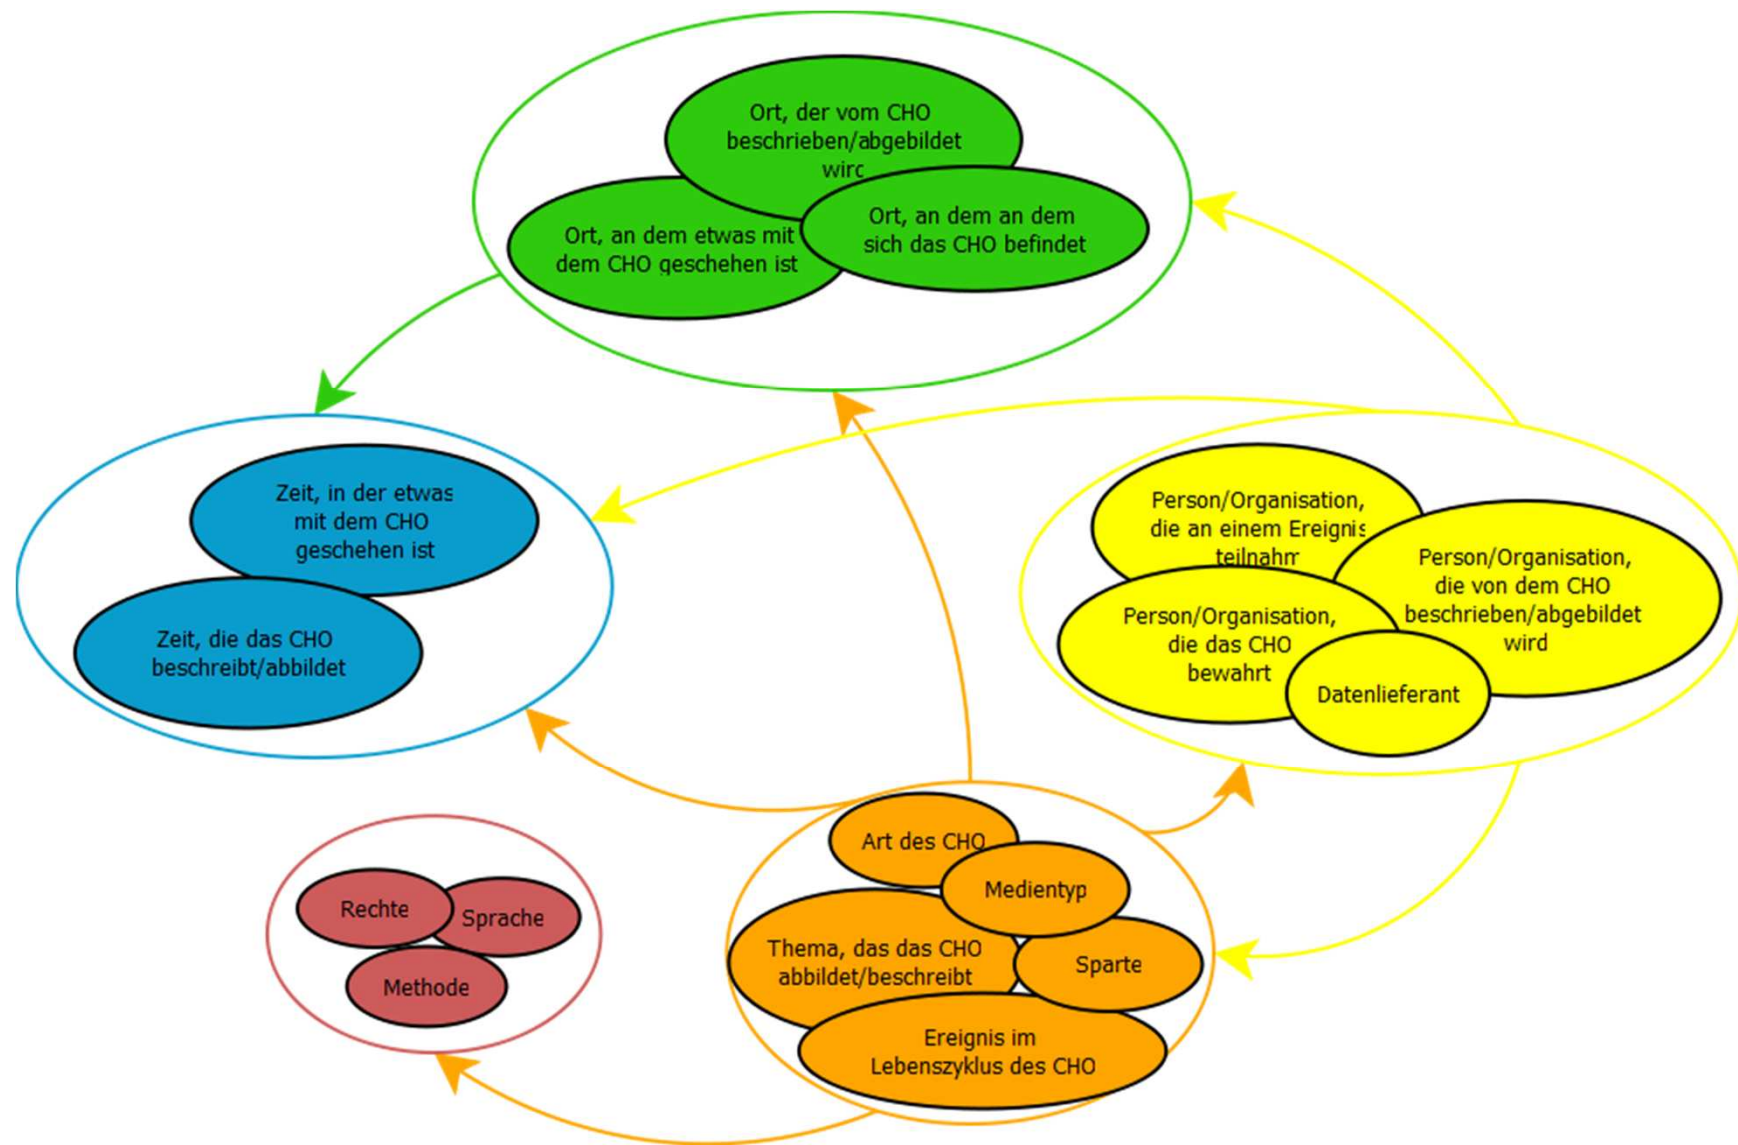 Ort, der vom CHO
beschrieben/abgebildet
wird
Ort, an dem etwas mit
dem CHO geschehen ist
Ort, an dem an dem
sich das CHO befindet
Zeit, in der etwas
mit dem CHO
geschehen ist
Zeit, die das CHO
beschreibt/abbildet
Person/Organisation,
die an einem Ereignis
teilnahm
Person/Organisation,
die von dem CHO
beschrieben/abgebildet
wird
Person/Organisation,
die das CHO
bewahrt
Datenlieferant
Rechte
Sprache
Methode
Art des CHO
Medientyp
Thema, das das CHO
abbildet/beschreibt
Sparte
Ereignis im
Lebenszyklus des CHO